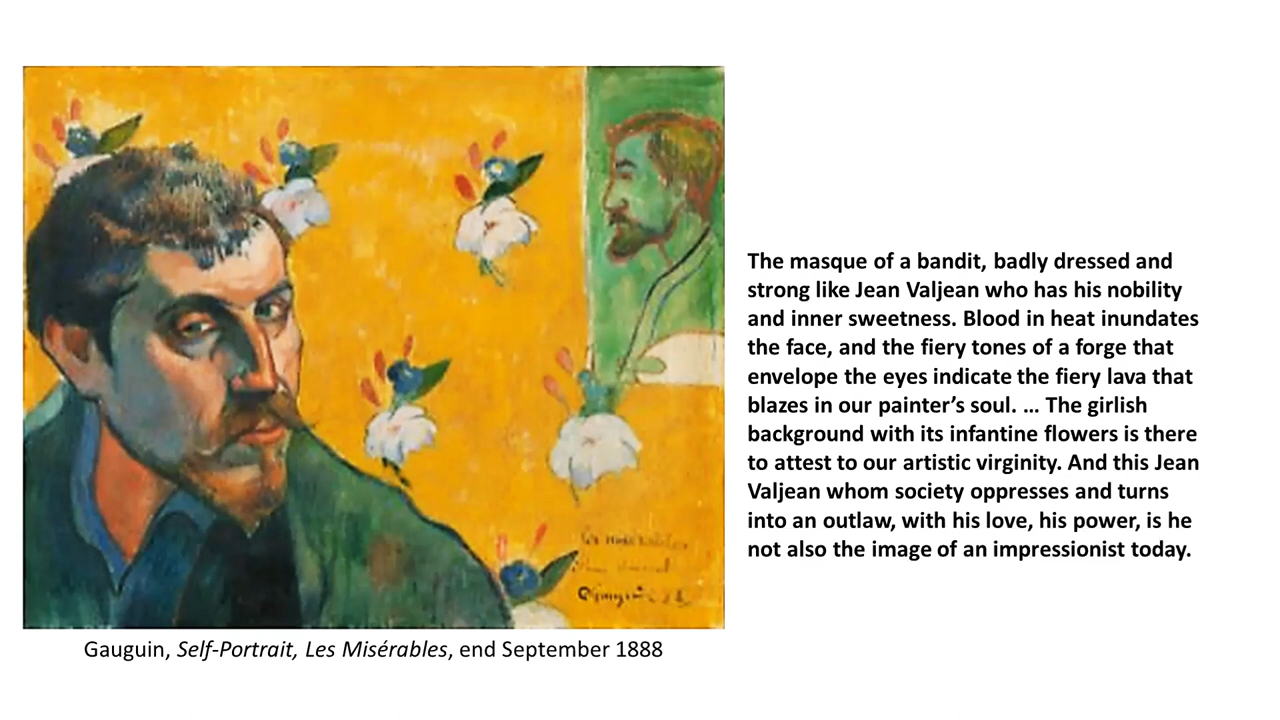 The masque of a bandit, badly dressed and
strong like Jean Valjean who has his nobility
and inner sweetness. Blood in heat inundates
the face, and the fiery tones of a forge that
envelope the eyes indicate the fiery lava that
blazes in our painter’s soul. … The girlish
background with its infantine flowers is there
to attest to our artistic virginity. And this Jean
Valjean whom society oppresses and turns
into an outlaw, with his love, his power, is he
not also the image of an impressionist today.
les misérables
Gauguin, Self-Portrait, Les Misérables, end September 1888